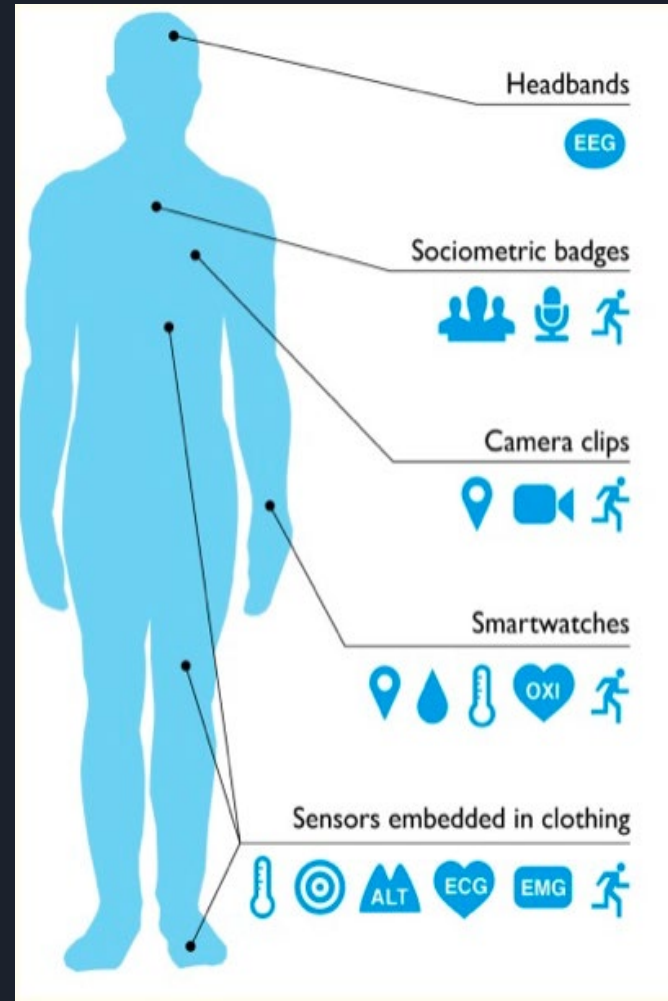 Headbands
EEG
Sociometric badges
Camera clips
Smartwatches
OXI
Sensors embedded in clothing
ALT ECG EMG